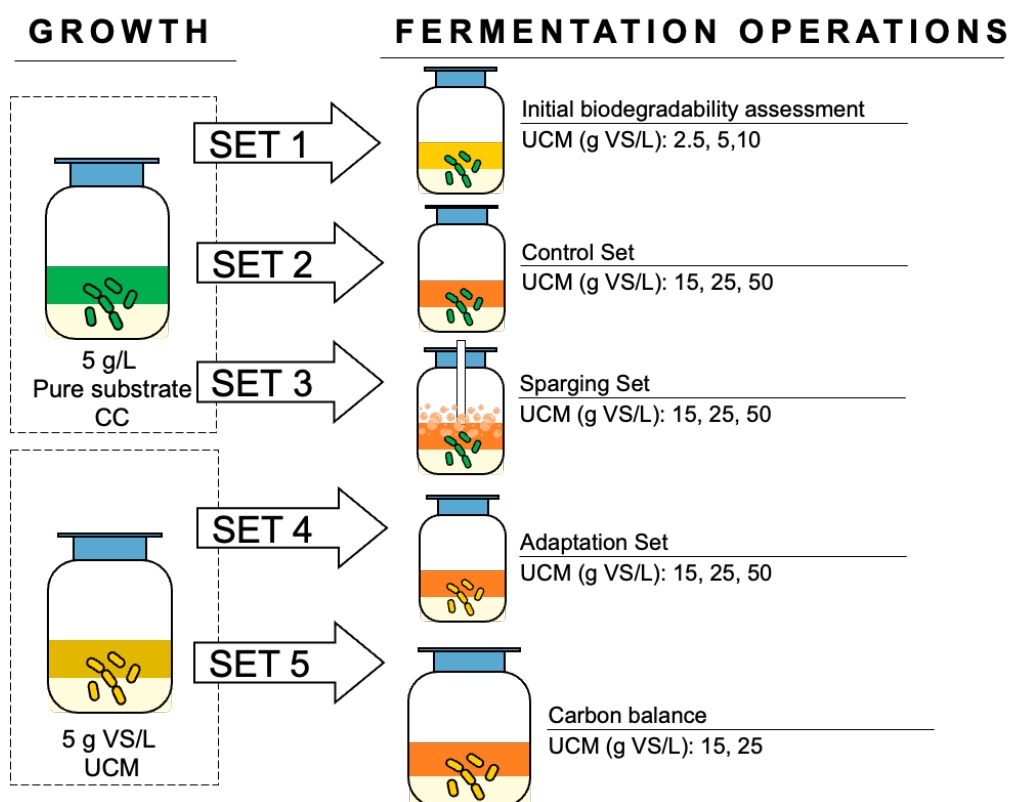 GROWTH
FERMENTATION OPERATIONS
SET 1
Initial biodegradability assessment
UCM (g VS/L): 2.5, 5,10
SET 2
Control Set
UCM (g VS/L): 15, 25, 50
5 g/L
Pure substrate
CC
SET 3
Sparging Set
UCM (g VS/L): 15, 25, 50
SET 4
Adaptation Set
UCM (g VS/L): 15, 25, 50
5 g VS/L
UCM
SET 5
Carbon balance
UCM (g VS/L): 15, 25